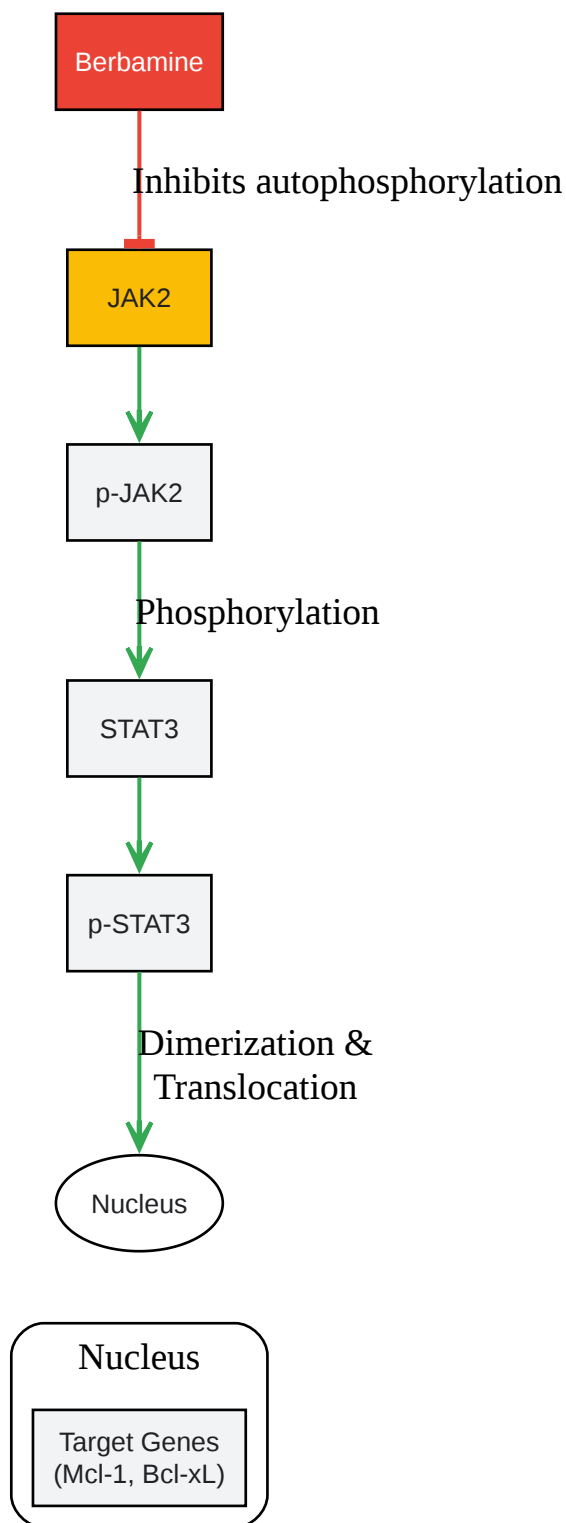 Berbamine
Inhibits autophosphorylation
JAK2
p-JAK2
Phosphorylation
STAT3
p-STAT3
Dimerization &
Translocation
Nucleus
Nucleus
Target Genes
(Mcl-1, Bcl-xL)